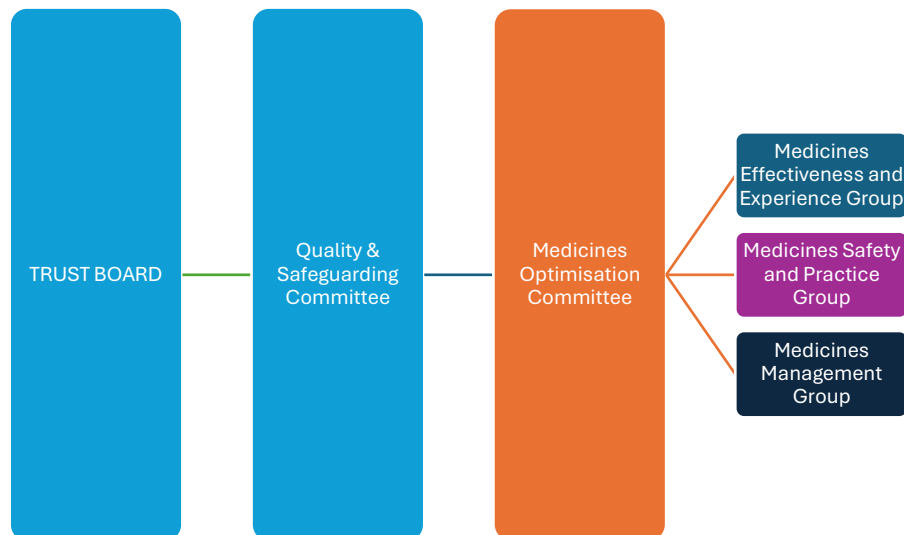 TRUST BOARD
Quality &
Safeguarding
Committee
Medicines
Optimisation
Committee
Medicines
Effectiveness and
Experience Group
Medicines Safety
and Practice
Group
Medicines
Management
Group